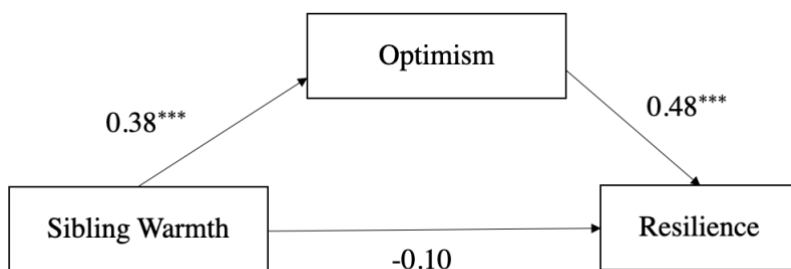 Optimism
0.38***
0.48***
Sibling Warmth
Resilience
-0.10